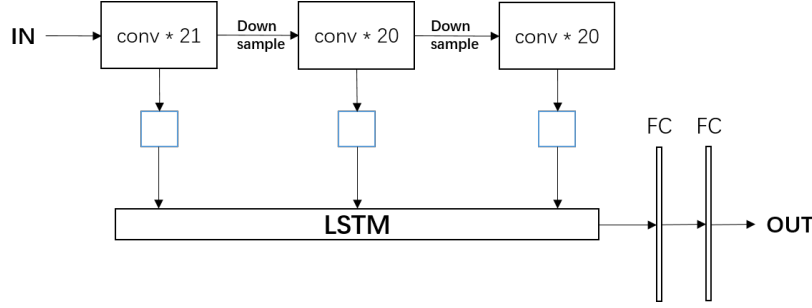 IN
conv * 21
Down
sample
conv * 20
Down
sample
conv * 20
FC
FC
LSTM
OUT